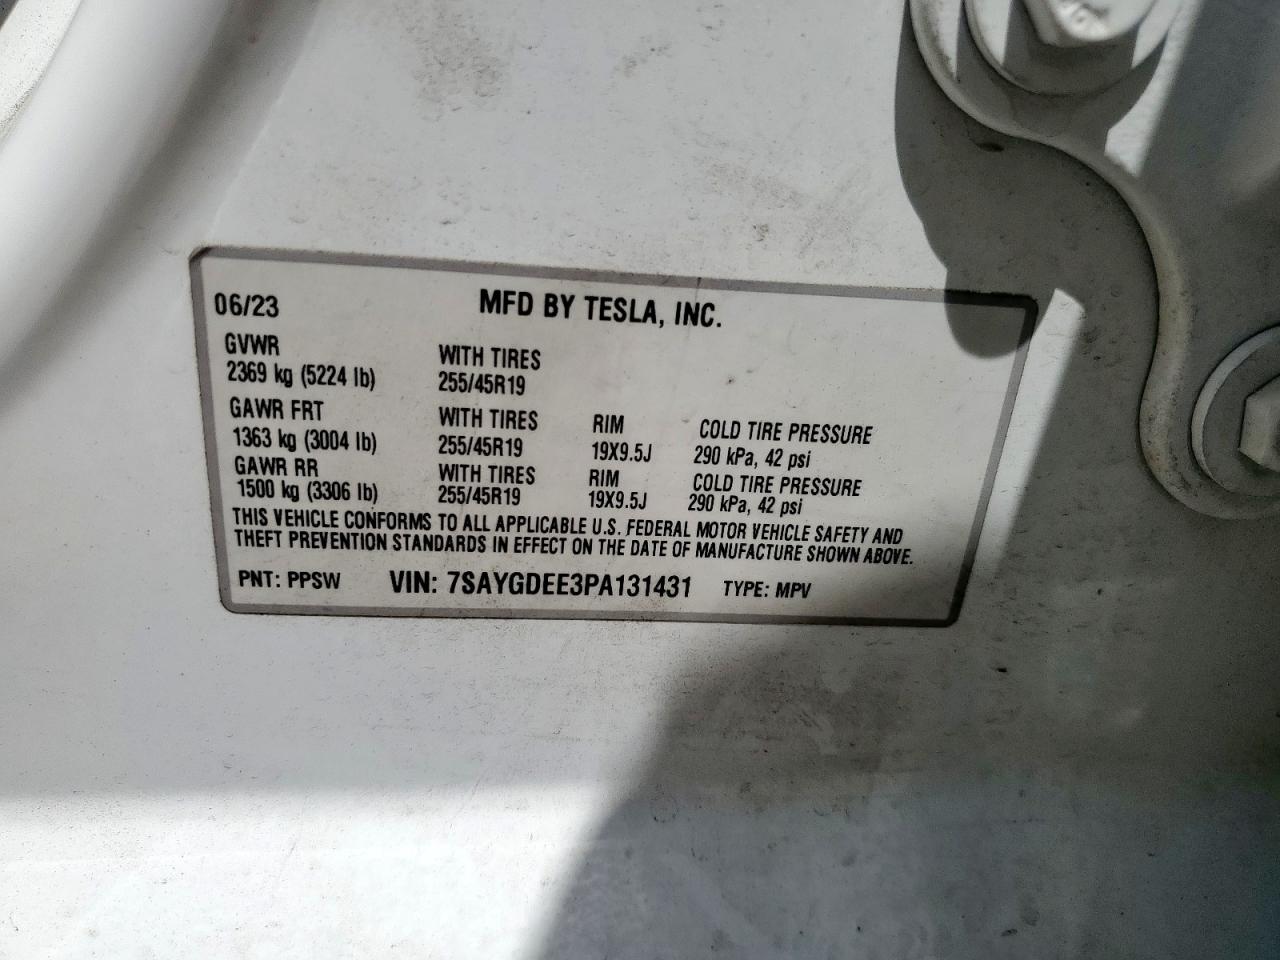 06/23 MFD BY TESLA, INC.
GVWR WITH TIRES
2369 kg (5224 lb) 255/45R19
GAWR FRT WITH TIRES RIM COLD TIRE PRESSURE
1363 kg (3004 lb) 255/45R19 19X9.5J 290 kPa, 42 psi
GAWR RR WITH TIRES RIM COLD TIRE PRESSURE
1500 kg (3306 lb) 255/45R19 19X9.5J 290 kPa, 42 psi
THIS VEHICLE CONFORMS TO ALL APPLICABLE U.S. FEDERAL MOTOR VEHICLE SAFETY AND
THEFT PREVENTION STANDARDS IN EFFECT ON THE DATE OF MANUFACTURE SHOWN ABOVE.
PNT: PPSW VIN: 7SAYGDEE3PA131431 TYPE: MPV